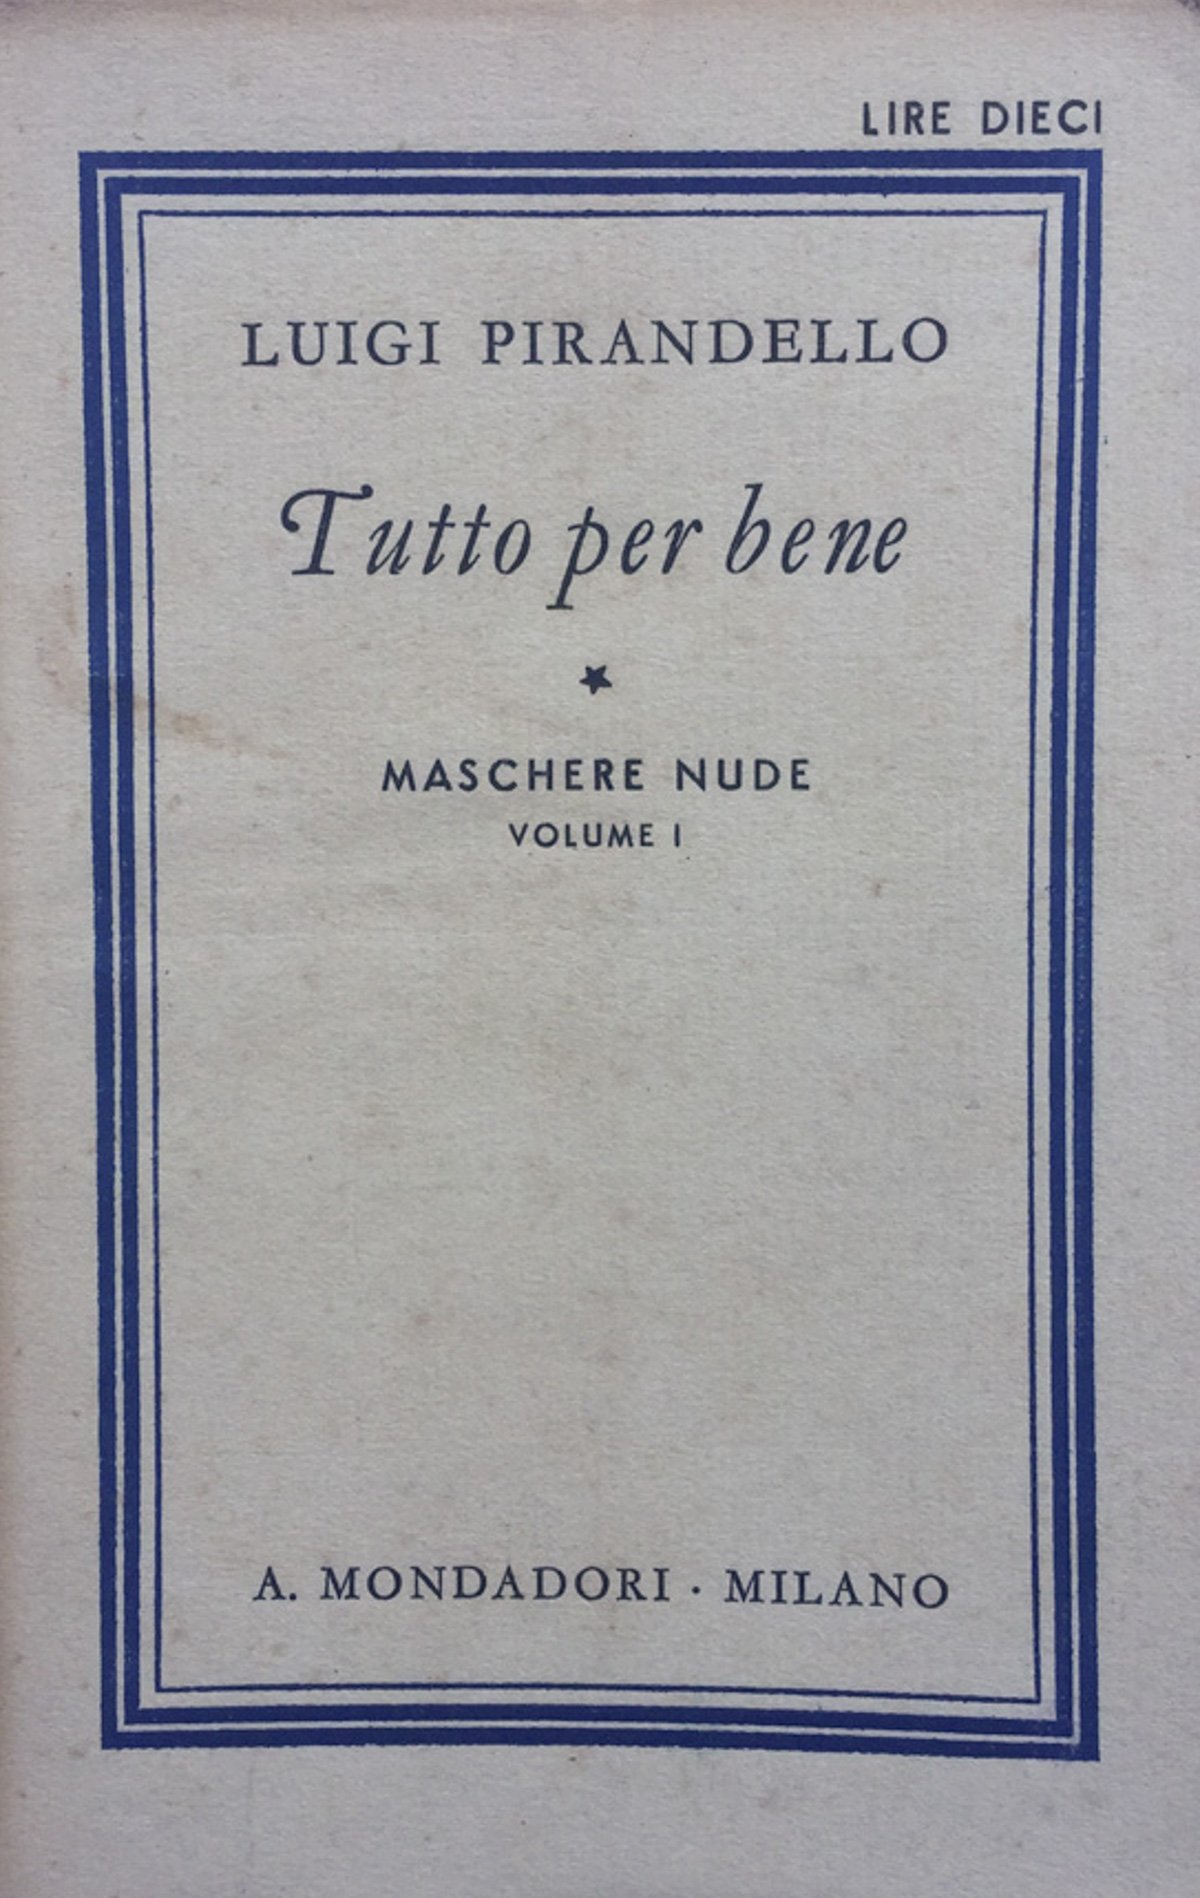 LIRE DIECI
LUIGI PIRANDELLO
Tutto per bene
MASCHERE NUDE
VOLUME I
A. MONDADORI · MILANO